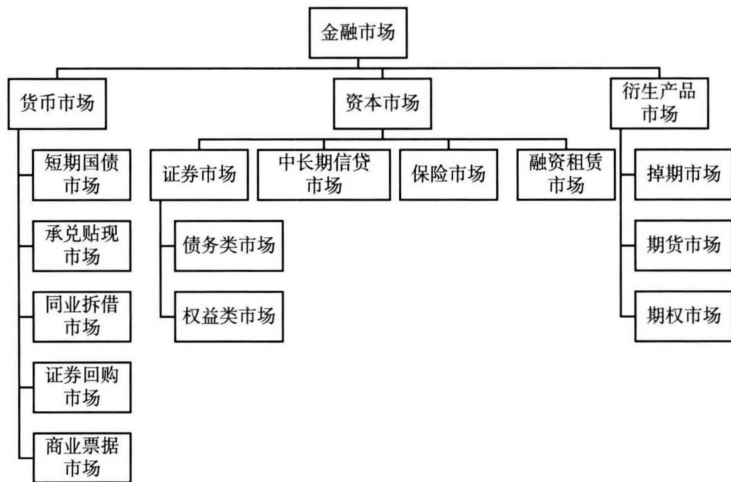 金融市场
货币市场
资本市场
衍生产品
市场
短期国债
市场
证券市场
中长期信贷
市场
保险市场
融资租赁
市场
掉期市场
承兑贴现
市场
债务类市场
期货市场
同业拆借
市场
权益类市场
期权市场
证券回购
市场
商业票据
市场